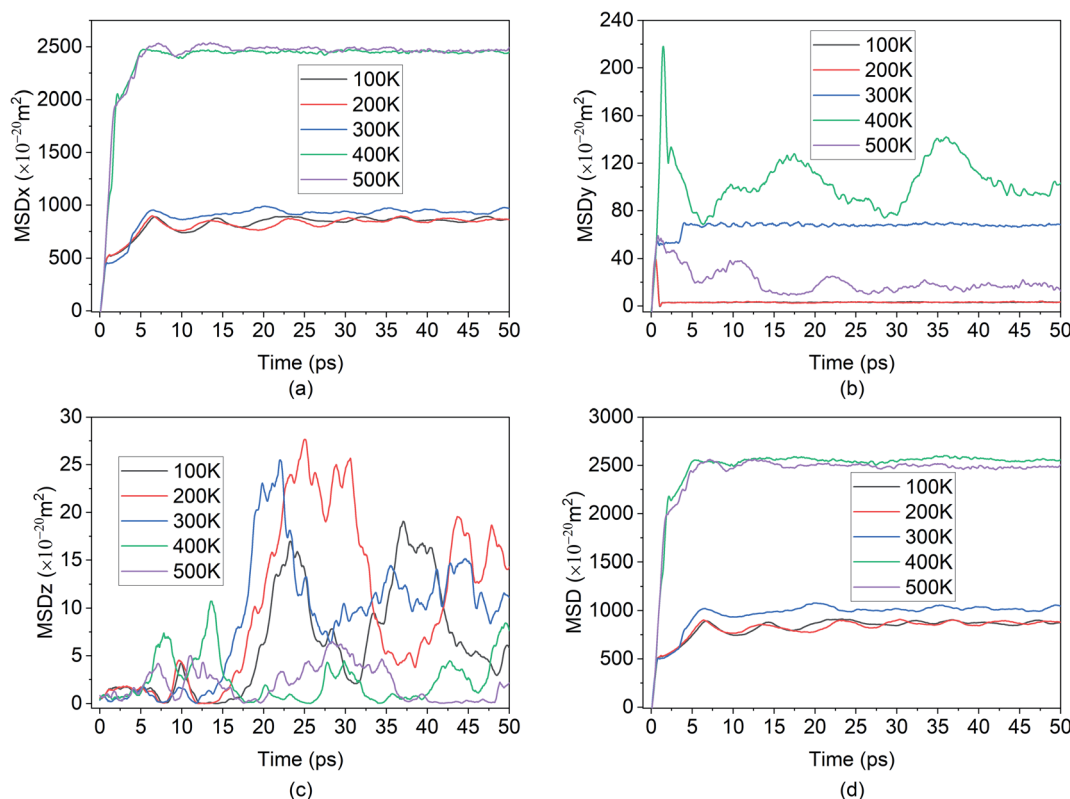 MSDx (×10⁻²⁰m²)
2500
2000
1500
1000
500
0
100K
200K
300K
400K
500K
0 5 10 15 20 25 30 35 40 45 50
Time (ps)
(a)
MSDy (×10⁻²⁰m²)
240
200
160
120
80
40
0
100K
200K
300K
400K
500K
0 5 10 15 20 25 30 35 40 45 50
Time (ps)
(b)
MSDz (×10⁻²⁰m²)
30
25
20
15
10
5
0
100K
200K
300K
400K
500K
0 5 10 15 20 25 30 35 40 45 50
Time (ps)
(c)
MSD (×10⁻²⁰m²)
3000
2500
2000
1500
1000
500
0
100K
200K
300K
400K
500K
0 5 10 15 20 25 30 35 40 45 50
Time (ps)
(d)